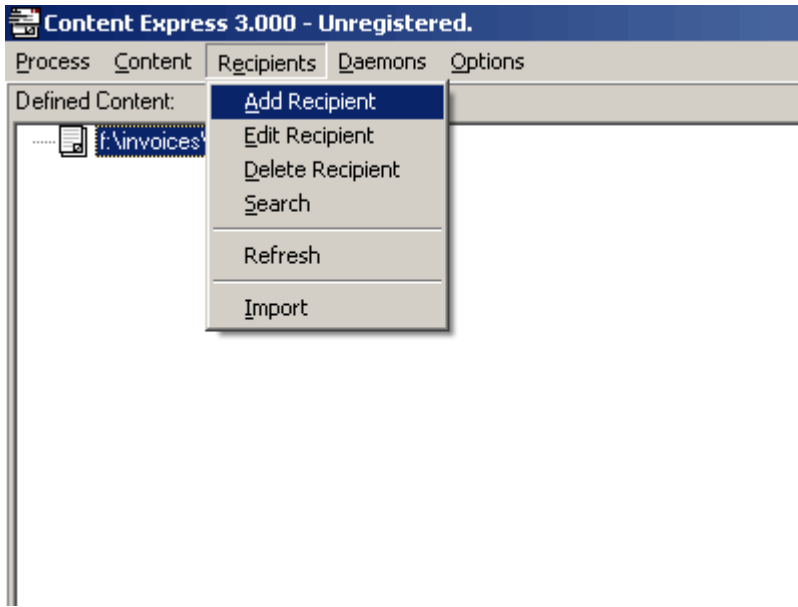 Content Express 3.000 - Unregistered.
Process Content Recipients Daemons Options
Defined Content:
f:\invoices\
Add Recipient
Edit Recipient
Delete Recipient
Search
Refresh
Import